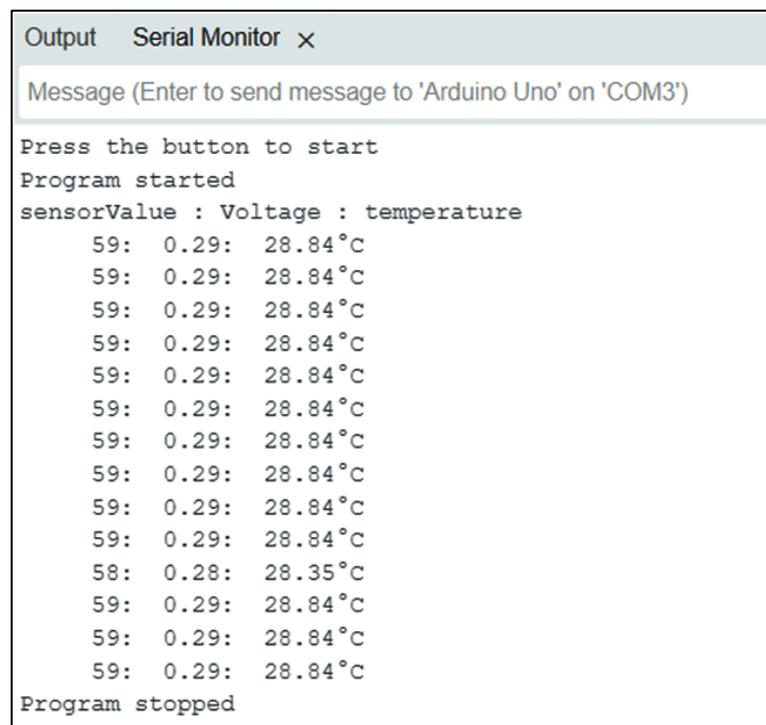 Output Serial Monitor ×
Message (Enter to send message to 'Arduino Uno' on 'COM3')
Press the button to start
Program started
sensorValue : Voltage : temperature
59: 0.29: 28.84°C
59: 0.29: 28.84°C
59: 0.29: 28.84°C
59: 0.29: 28.84°C
59: 0.29: 28.84°C
59: 0.29: 28.84°C
59: 0.29: 28.84°C
59: 0.29: 28.84°C
59: 0.29: 28.84°C
59: 0.29: 28.84°C
58: 0.28: 28.35°C
59: 0.29: 28.84°C
59: 0.29: 28.84°C
59: 0.29: 28.84°C
Program stopped